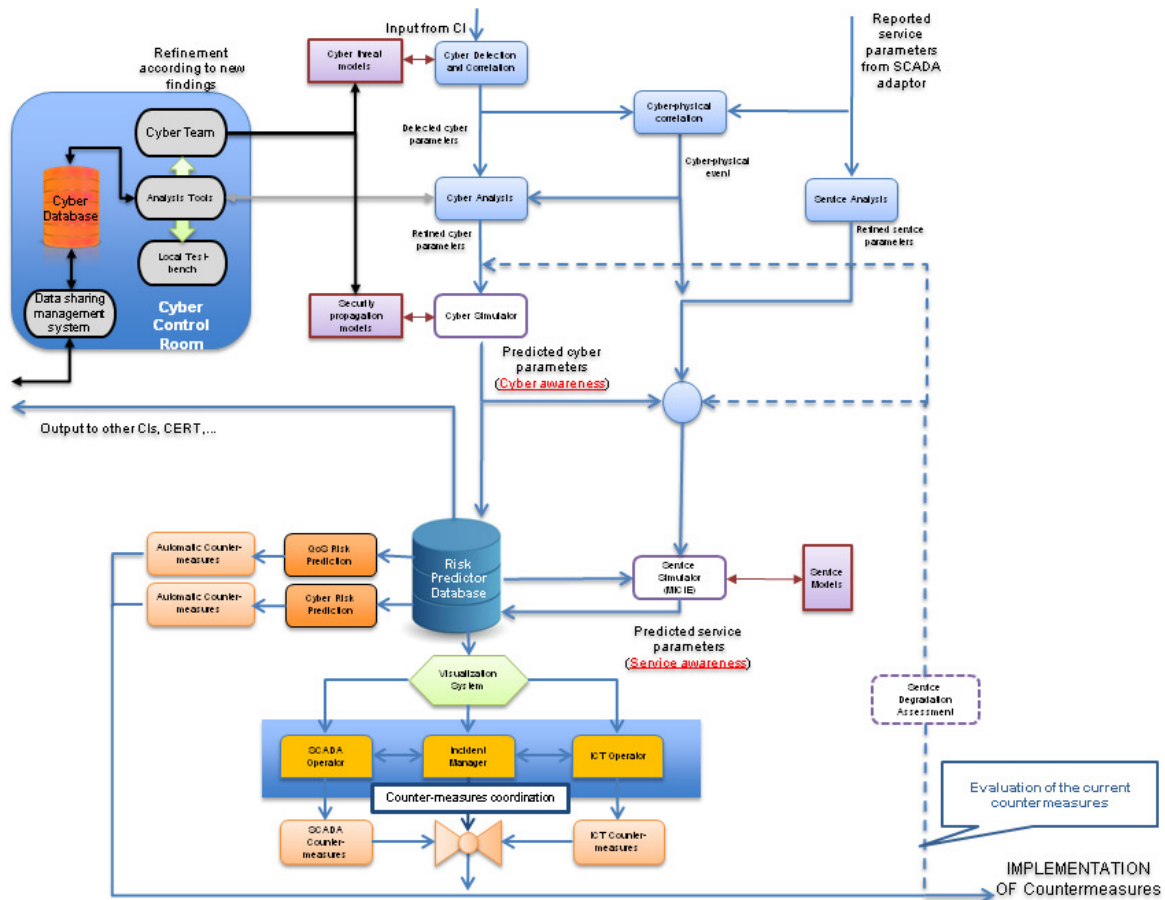 Input from CI
Reported
service
parameters
from SCADA
adaptor
Refinement
according to new
findings
Cyber threat
models
Cyber Detection
and Correlation
Cyber-physical
correlation
Cyber Team
Detected cyber
parameters
Cyber-physical
event
Cyber
Database
Analysis Tools
Cyber Analysis
Service Analysis
Refined cyber
parameters
Refined service
parameters
Local Test-
bench
Data sharing
management
system
Cyber
Control
Room
Security
propagation
models
Cyber Simulator
Predicted cyber
parameters
(Cyber awareness)
Output to other CIs, CERT,...
Automatic Counter-
measures
QoS Risk
Prediction
Automatic Counter-
measures
Cyber Risk
Prediction
Risk
Predictor
Database
Service
Simulator
(MICIE)
Service
Models
Predicted service
parameters
(Service awareness)
Visualization
System
Service
Degradation
Assessment
SCADA
Operator
Incident
Manager
ICT Operator
Counter-measures coordination
Evaluation of the current
countermeasures
SCADA
Counter-
measures
ICT Counter-
measures
IMPLEMENTATION
OF Countermeasures